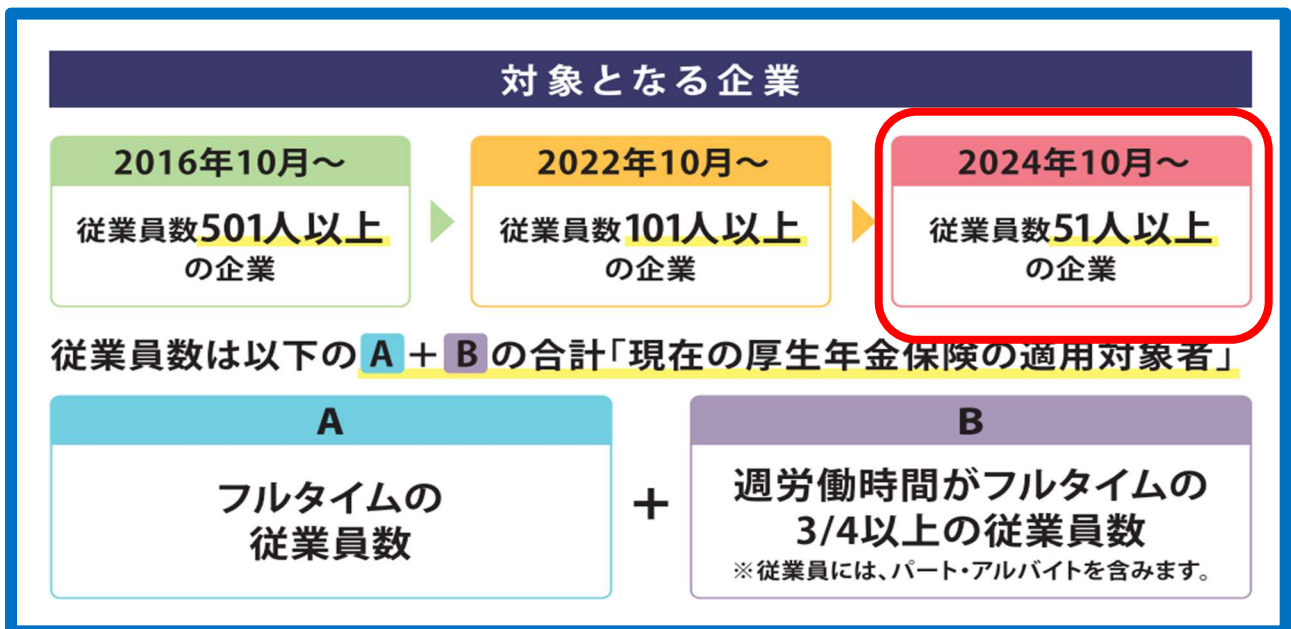 対象となる企業
2016年10月～
従業員数501人以上
の企業
2022年10月～
従業員数101人以上
の企業
2024年10月～
従業員数51人以上
の企業
従業員数は以下のA＋Bの合計「現在の厚生年金保険の適用対象者」
A
フルタイムの
従業員数
＋
B
週労働時間がフルタイムの
3/4以上の従業員数
※従業員には、パート・アルバイトを含みます。